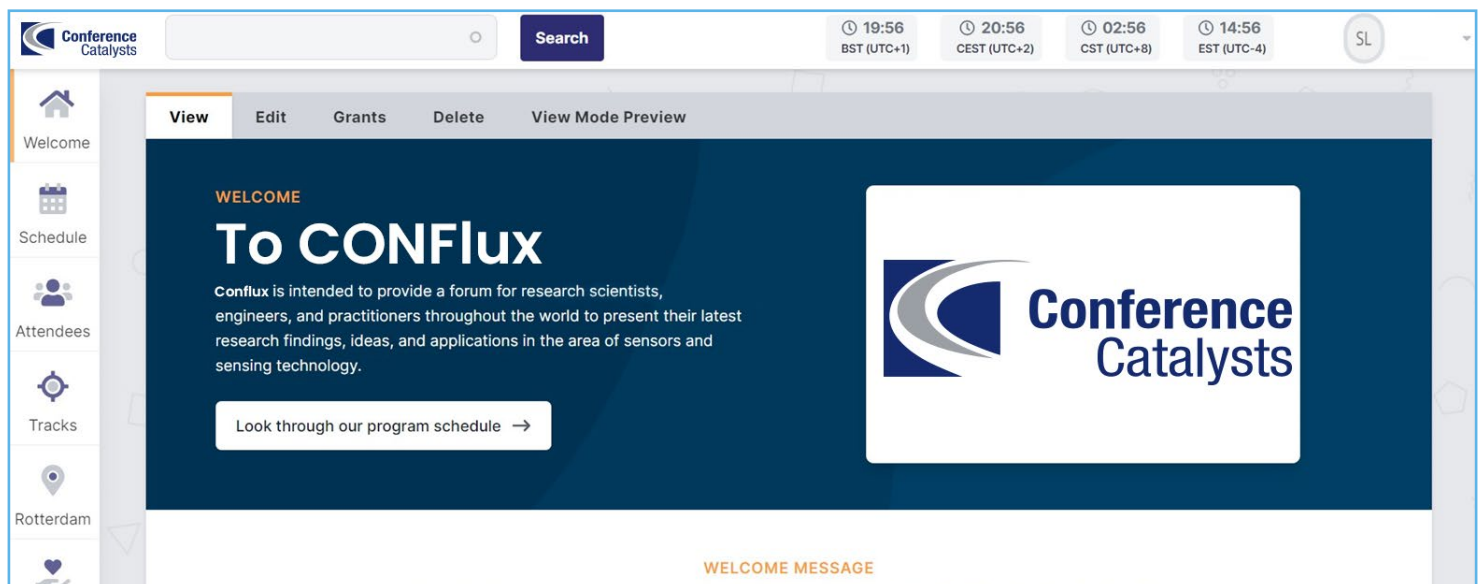 Conference
Catalysts
Search
19:56
BST (UTC+1)
20:56
CEST (UTC+2)
02:56
CST (UTC+8)
14:56
EST (UTC-4)
SL
Welcome
Schedule
Attendees
Tracks
Rotterdam
View Edit Grants Delete View Mode Preview
WELCOME
To CONFlux
Conflux is intended to provide a forum for research scientists,
engineers, and practitioners throughout the world to present their latest
research findings, ideas, and applications in the area of sensors and
sensing technology.
Look through our program schedule →
Conference
Catalysts
WELCOME MESSAGE